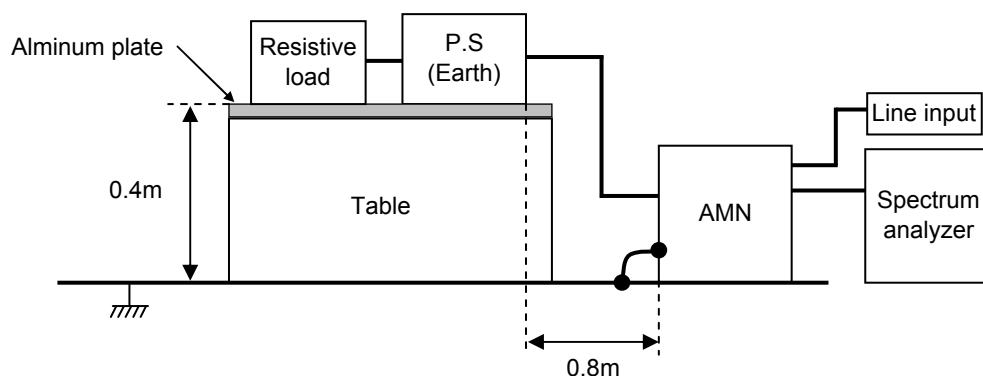 Alminum plate
Resistive
load
P.S
(Earth)
Line input
0.4m
Table
AMN
Spectrum
analyzer
0.8m